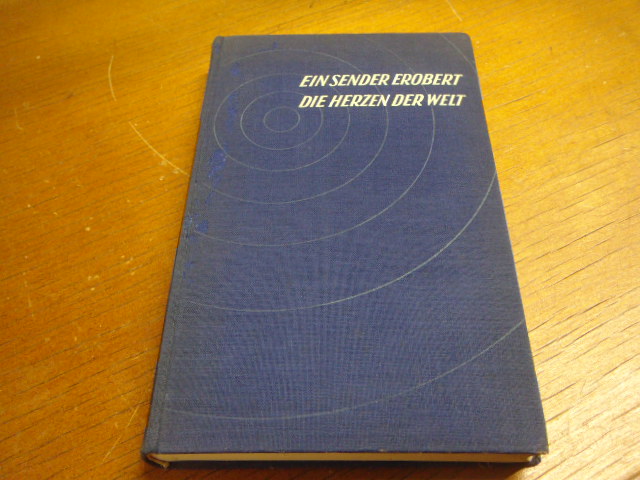 EIN SENDER EROBERT
DIE HERZEN DER WELT